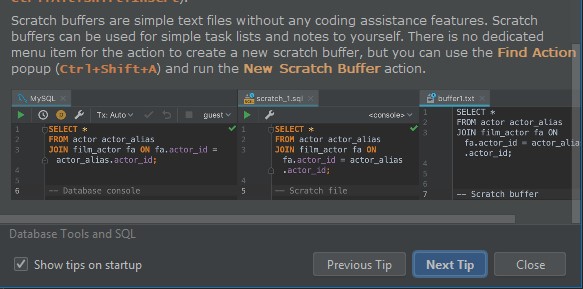 Scratch buffers are simple text files without any coding assistance features. Scratch
buffers can be used for simple task lists and notes to yourself. There is no dedicated
menu item for the action to create a new scratch buffer, but you can use the Find Action
popup (Ctrl+Shift+A) and run the New Scratch Buffer action.
MySQL
Tx: Auto
guest
1 SELECT *
2 FROM actor actor_alias
3 JOIN film_actor fa ON fa.actor_id =
actor_alias.actor_id;
4
5
6 -- Database console
scratch_1.sql
<console>
1 SELECT *
2 FROM actor actor_alias
3 JOIN film_actor fa ON
fa.actor_id = actor_alias
.actor_id;
4
5 -- Scratch file
buffer1.txt
1 SELECT *
2 FROM actor actor_alias
3 JOIN film_actor fa ON
fa.actor_id = actor_alia
.actor_id;
4
5
6
7 -- Scratch buffer
Database Tools and SQL
Show tips on startup
Previous Tip
Next Tip
Close